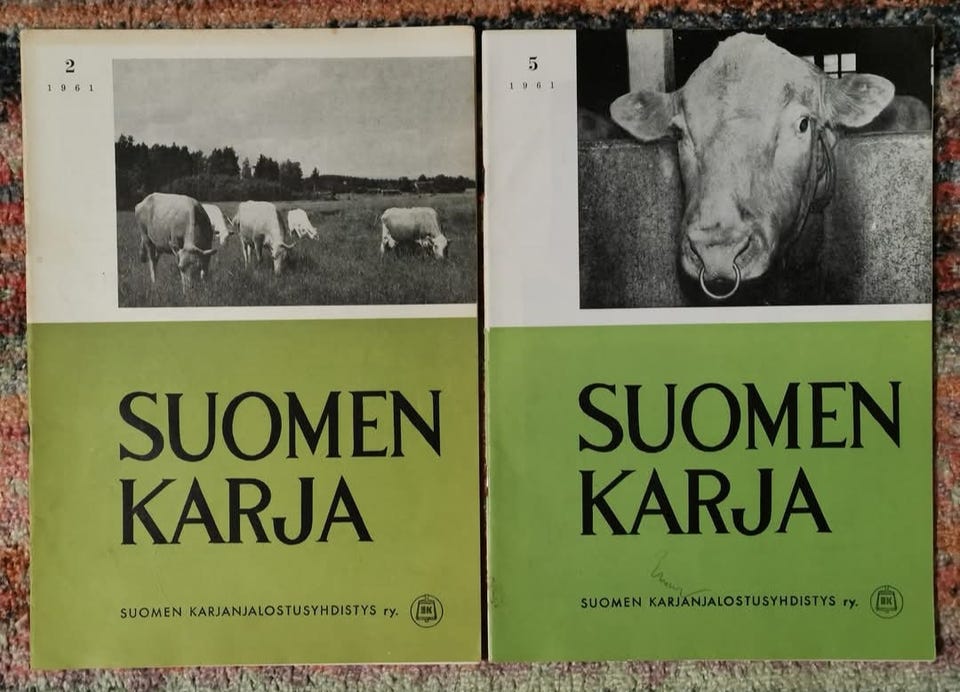 2
1961
SUOMEN
KARJA
SUOMEN KARJANJALOSTUSYHDISTYS ry.
5
1961
SUOMEN
KARJA
SUOMEN KARJANJALOSTUSYHDISTYS ry.